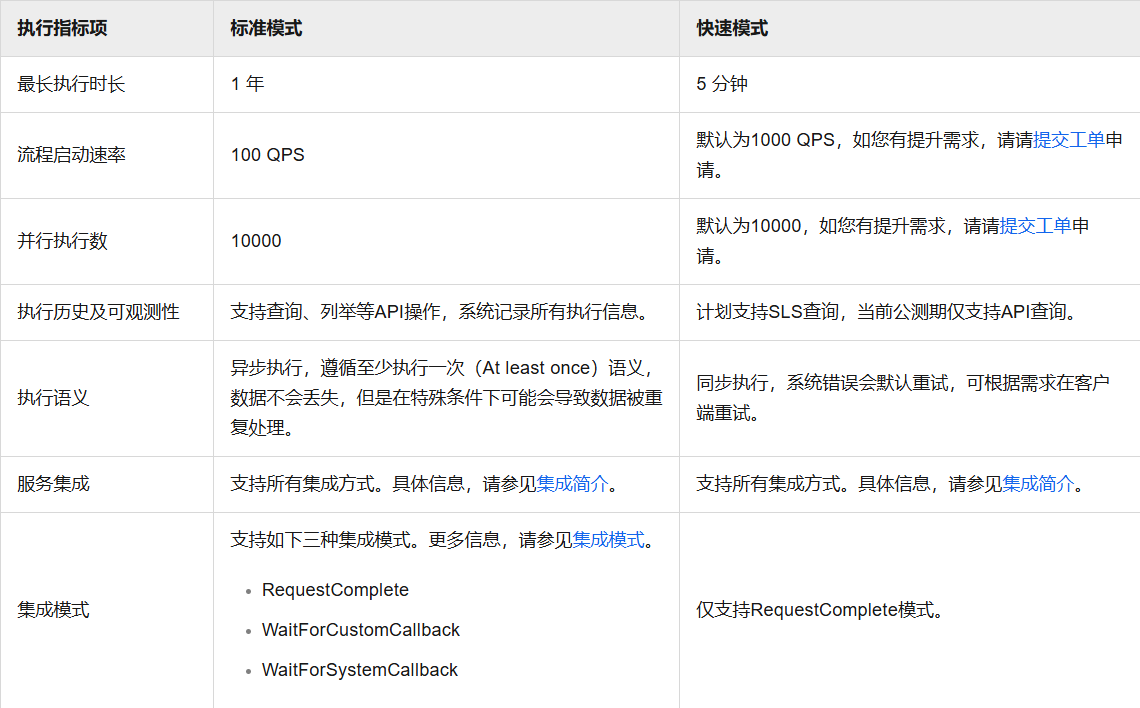 执行指标项
标准模式
快速模式
最长执行时长
1 年
5 分钟
流程启动速率
100 QPS
默认为1000 QPS，如您有提升需求，请请提交工单申
请。
并行执行数
10000
默认为10000，如您有提升需求，请请提交工单申
请。
执行历史及可观测性
支持查询、列举等API操作，系统记录所有执行信息。
计划支持SLS查询，当前公测期仅支持API查询。
执行语义
异步执行，遵循至少执行一次（At least once）语义，
数据不会丢失，但是在特殊条件下可能会导致数据被重
复处理。
同步执行，系统错误会默认重试，可根据需求在客户
端重试。
服务集成
支持所有集成方式。具体信息，请参见集成简介。
支持所有集成方式。具体信息，请参见集成简介。
集成模式
支持如下三种集成模式。更多信息，请参见集成模式。
• RequestComplete
• WaitForCustomCallback
• WaitForSystemCallback
仅支持RequestComplete模式。